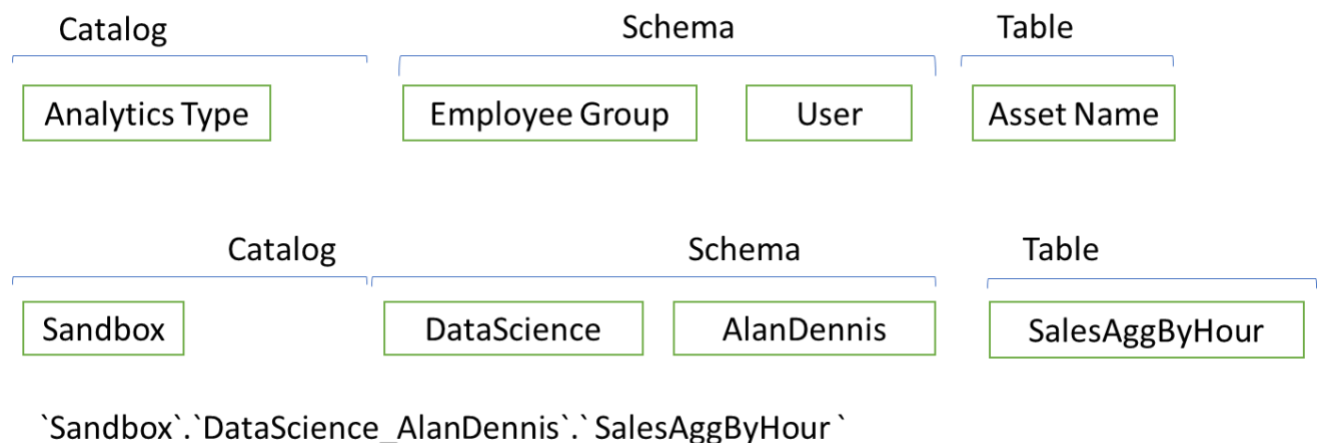 Catalog Schema Table
Analytics Type Employee Group User Asset Name
Catalog Schema Table
Sandbox DataScience AlanDennis SalesAggByHour
`Sandbox`.`DataScience_AlanDennis`.` SalesAggByHour `